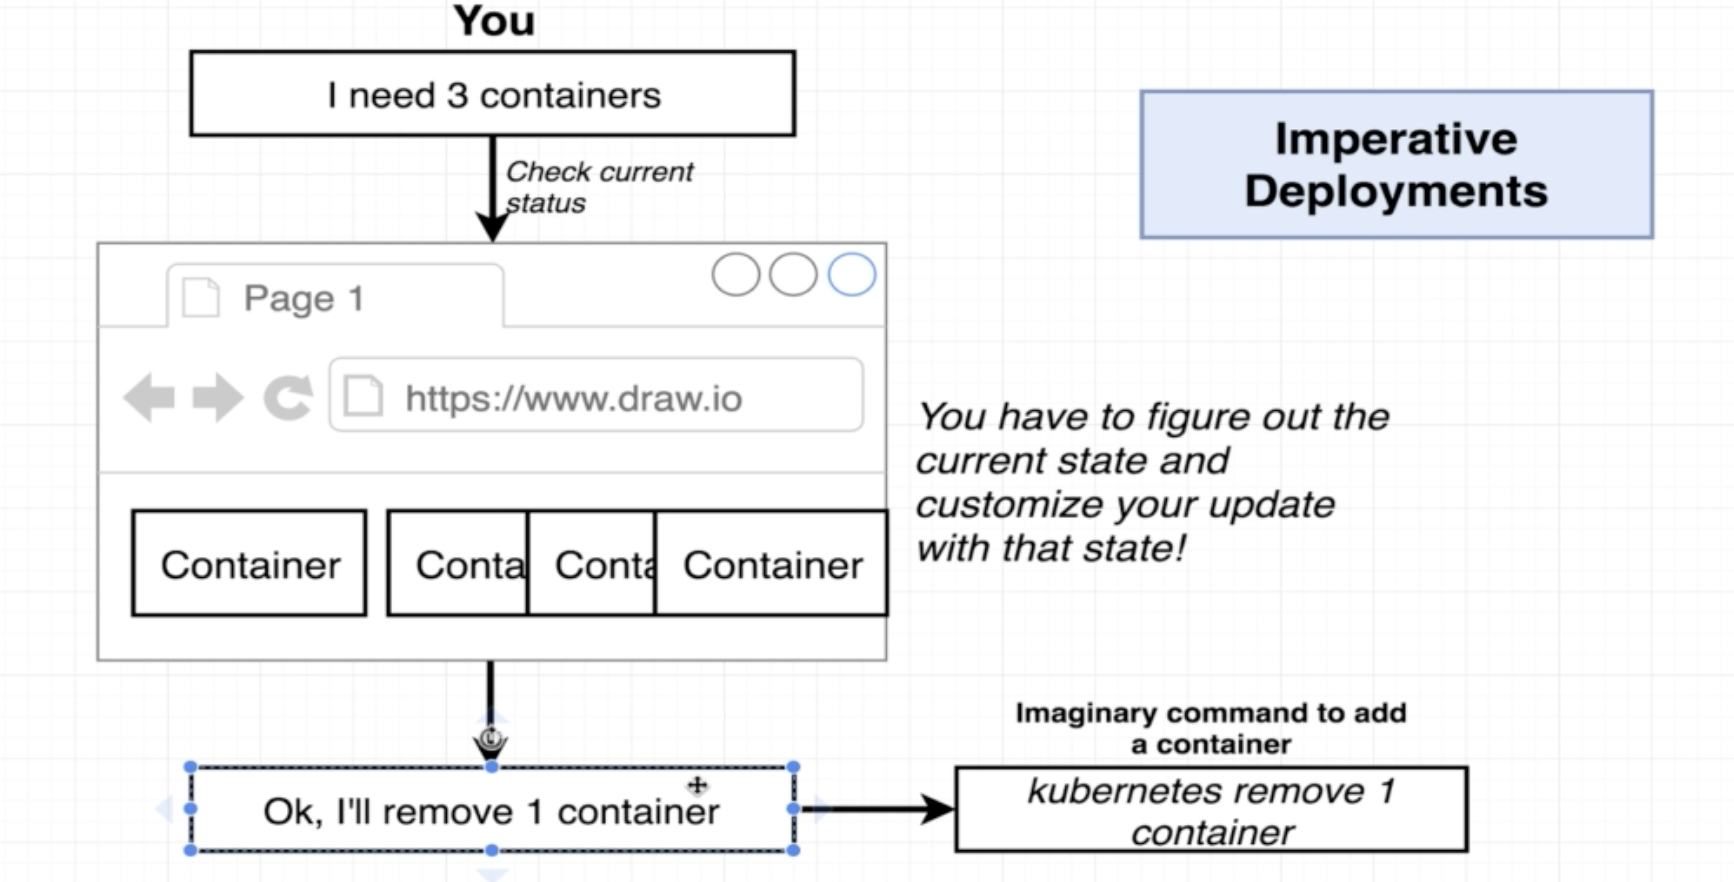 You
I need 3 containers
Check current
status
Imperative
Deployments
Page 1
https://www.draw.io
You have to figure out the
current state and
customize your update
with that state!
Container
Conta
Conta
Container
Imaginary command to add
a container
Ok, I'll remove 1 container
kubernetes remove 1
container